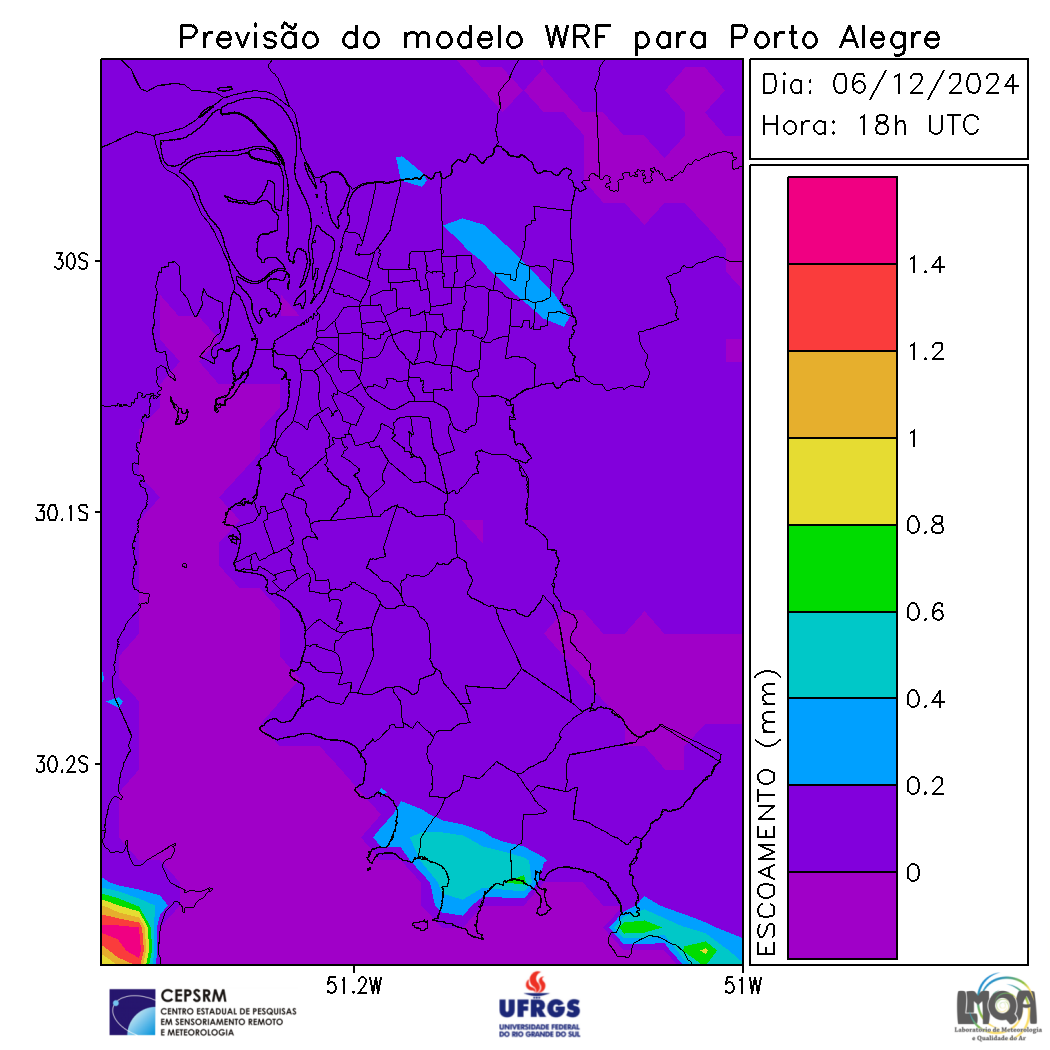 Previsão do modelo WRF para Porto Alegre
Dia: 06/12/2024
Hora: 18h UTC
1.4
1.2
1
0.8
0.6
0.4
0.2
0
ESCOAMENTO (mm)
30S
30.1S
30.2S
51.2W
51W
CEPSRM
CENTRO ESTADUAL DE PESQUISAS
EM SENSORIAMENTO REMOTO
E METEOROLOGIA
UFRGS
UNIVERSIDADE FEDERAL
DO RIO GRANDE DO SUL
LMQA
Laboratório de Meteorologia
e Qualidade do Ar